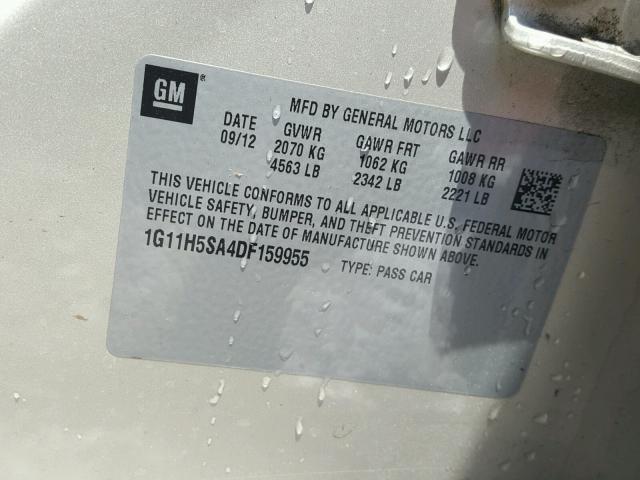 GM ®
MFD BY GENERAL MOTORS LLC
DATE GVWR GAWR FRT GAWR RR
09/12 2070 KG 1062 KG 1008 KG
4563 LB 2342 LB 2221 LB
THIS VEHICLE CONFORMS TO ALL APPLICABLE U.S. FEDERAL MOTOR
VEHICLE SAFETY, BUMPER, AND THEFT PREVENTION STANDARDS IN
EFFECT ON THE DATE OF MANUFACTURE SHOWN ABOVE.
1G11H5SA4DF159955 TYPE: PASS CAR